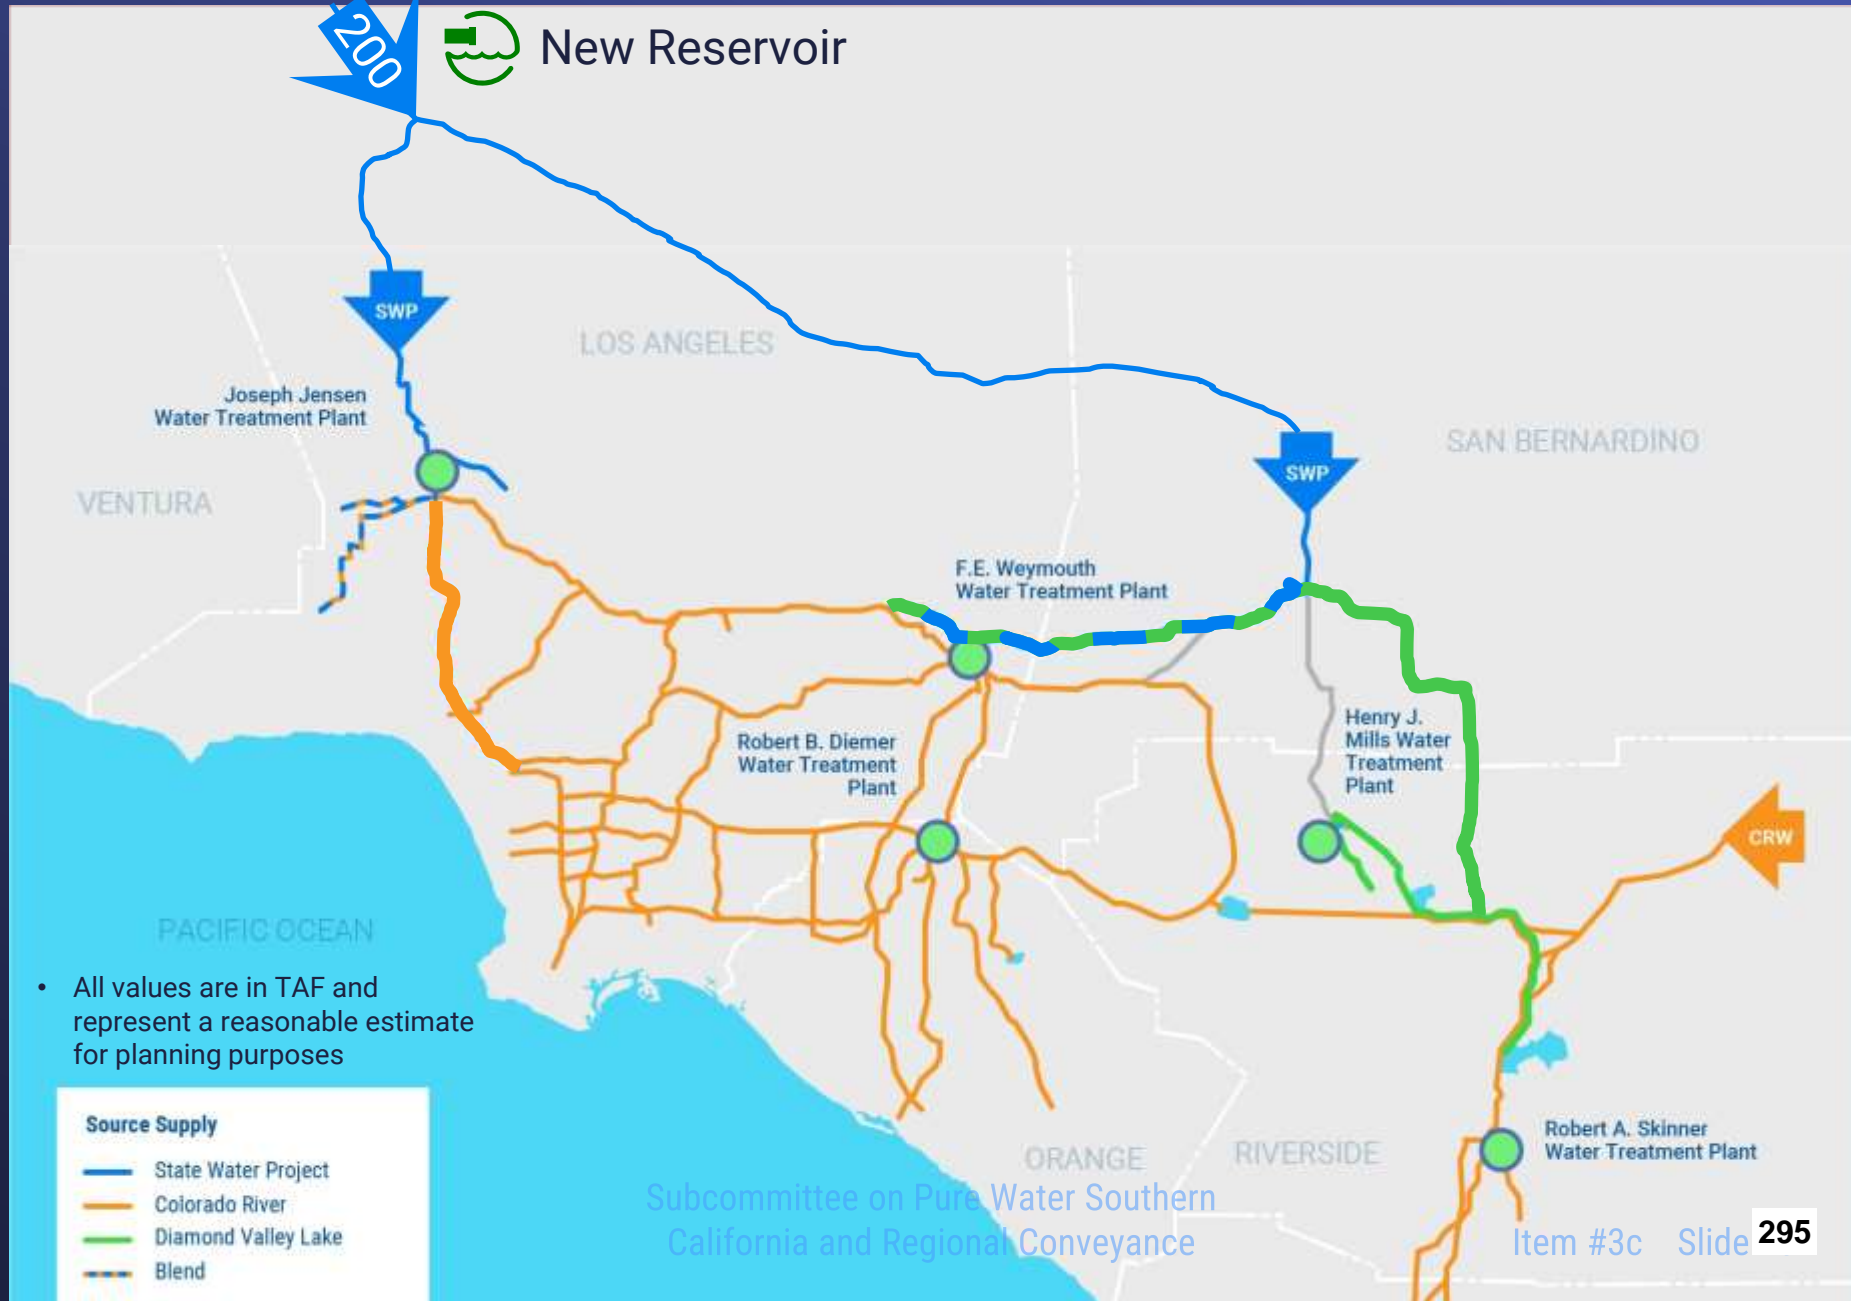 200
New Reservoir
SWP
LOS ANGELES
Joseph Jensen
Water Treatment Plant
SAN BERNARDINO
SWP
VENTURA
F.E. Weymouth
Water Treatment Plant
Henry J.
Mills Water
Treatment
Plant
Robert B. Diemer
Water Treatment
Plant
CRW
PACIFIC OCEAN
• All values are in TAF and
represent a reasonable estimate
for planning purposes
Source Supply
State Water Project
Colorado River
Diamond Valley Lake
Blend
ORANGE
RIVERSIDE
Robert A. Skinner
Water Treatment Plant
Subcommittee on Pure Water Southern
California and Regional Conveyance
Item #3c Slide 295